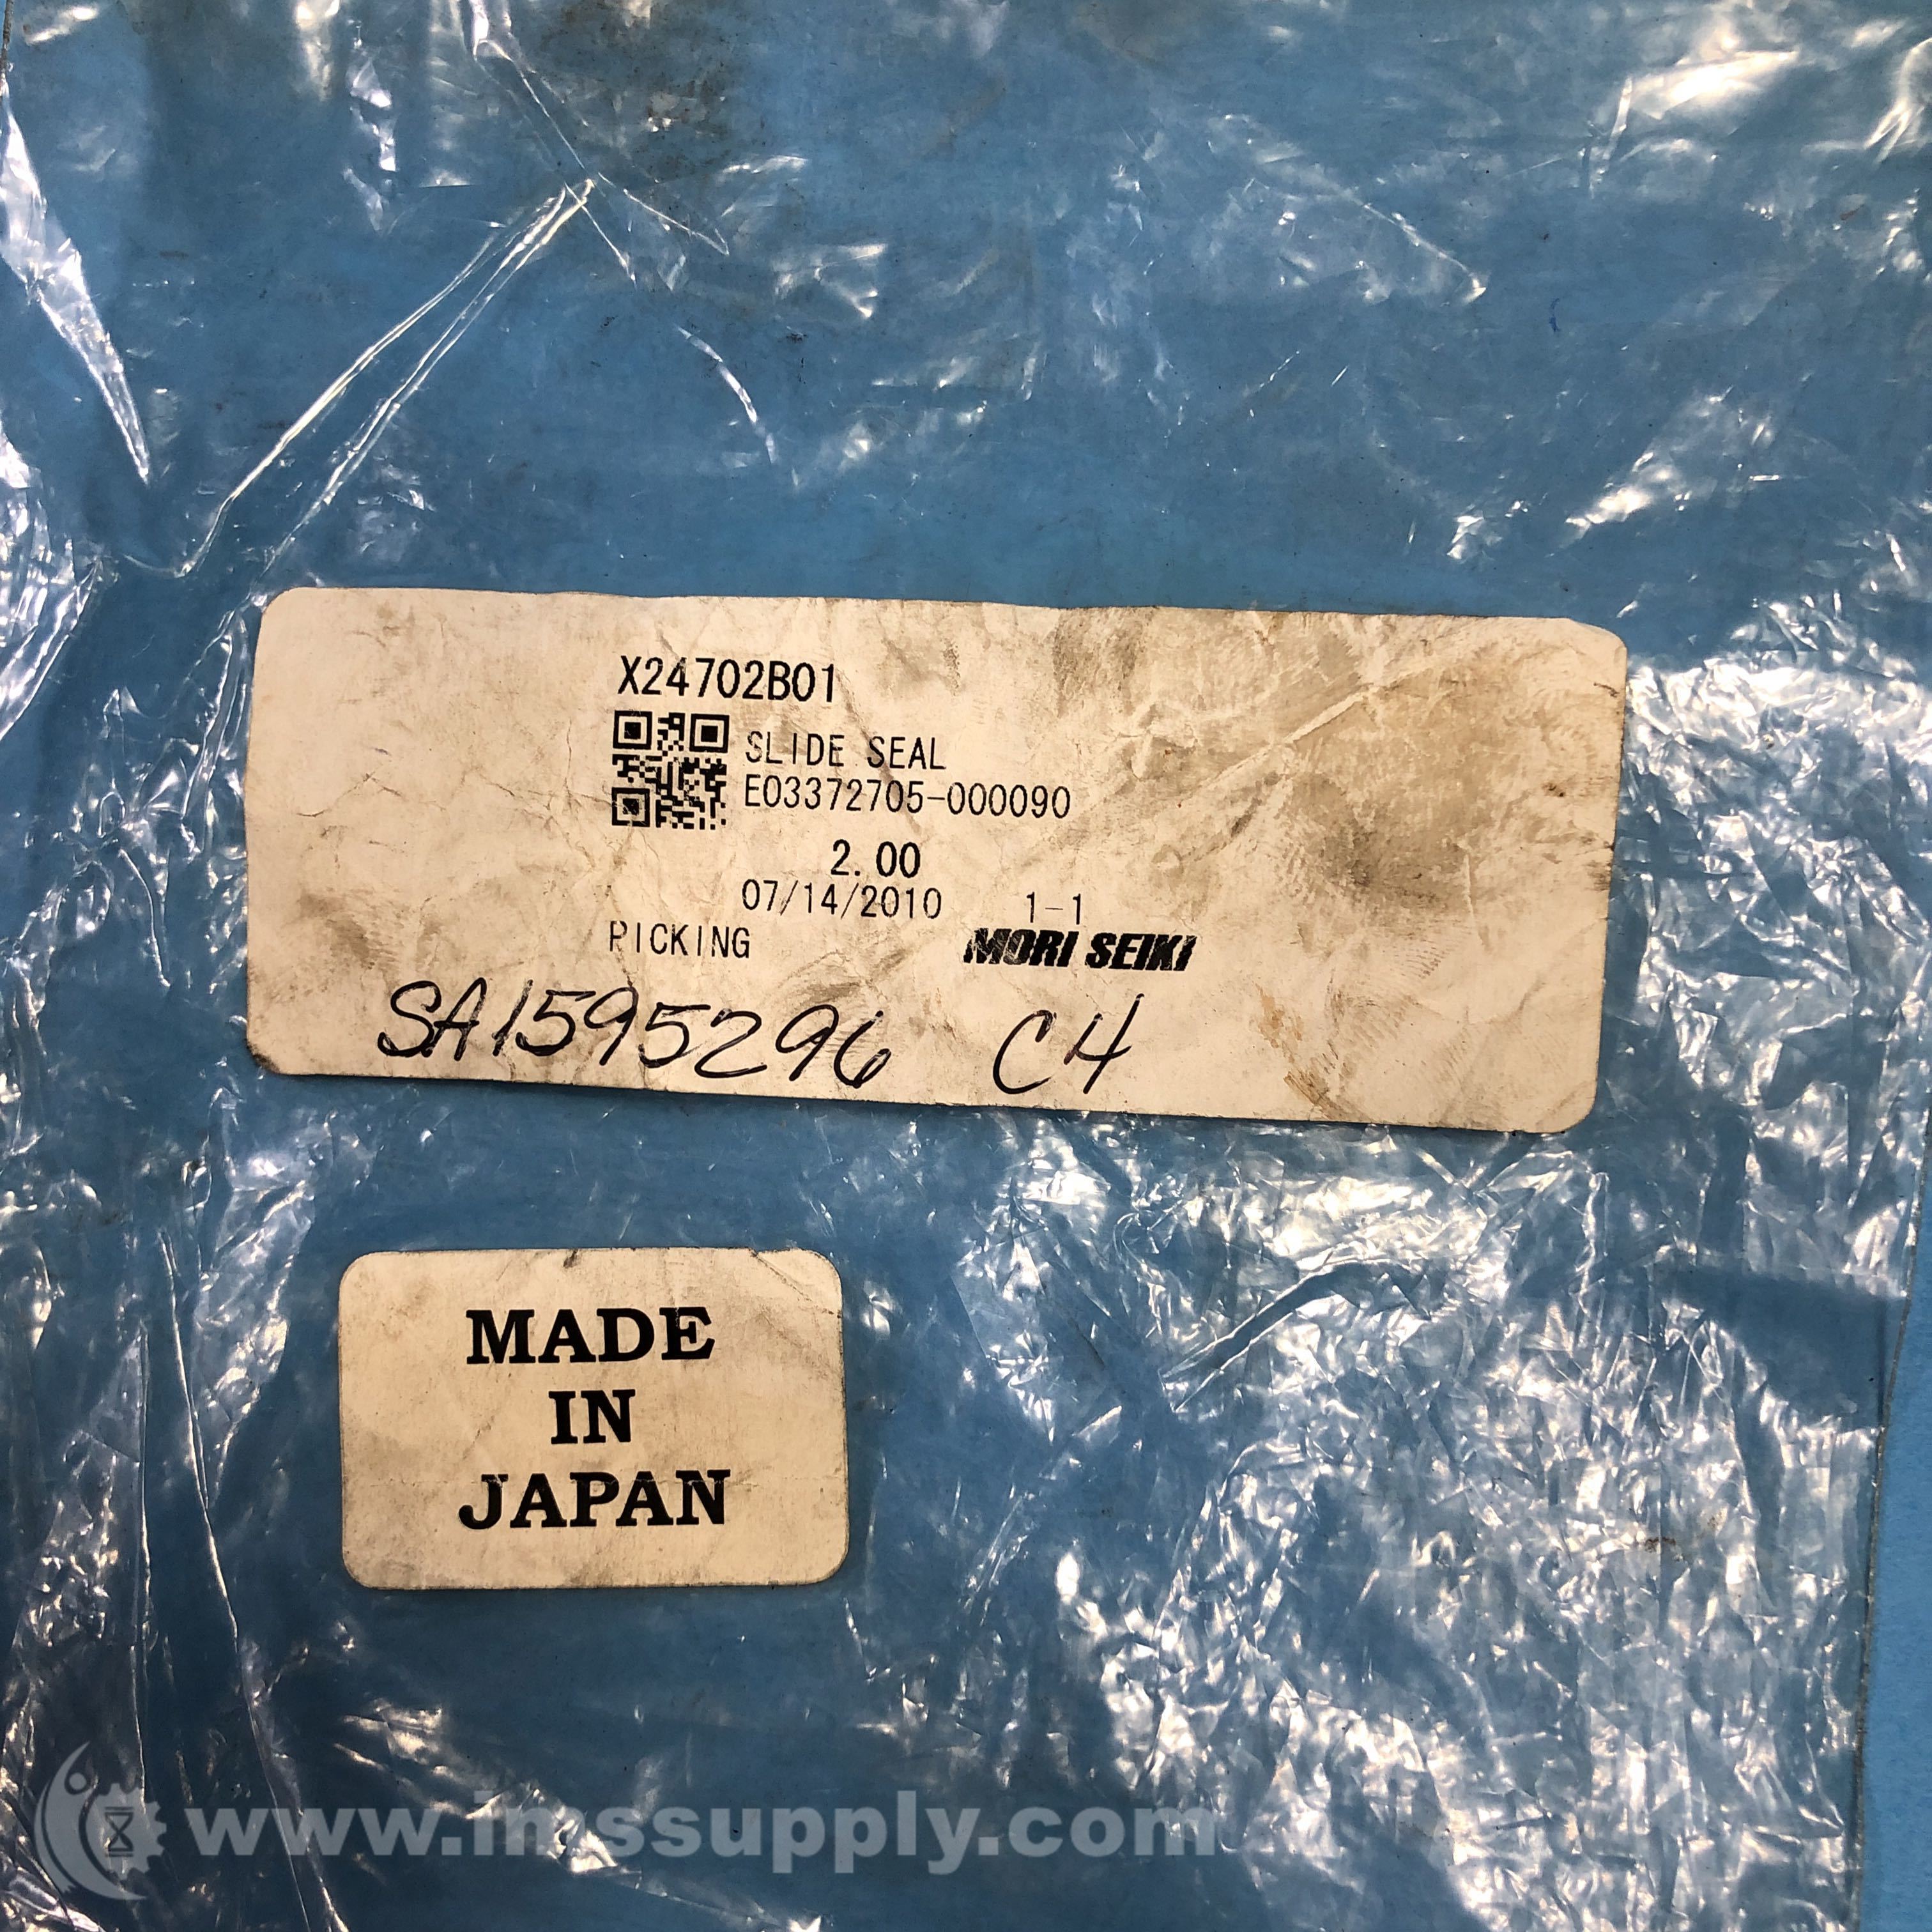 X24702B01
SLIDE SEAL
E03372705-000090
2.00
07/14/2010 1-1
PICKING MORI SEIKI
SA1595296 C4
MADE
IN
JAPAN
www.imssupply.com